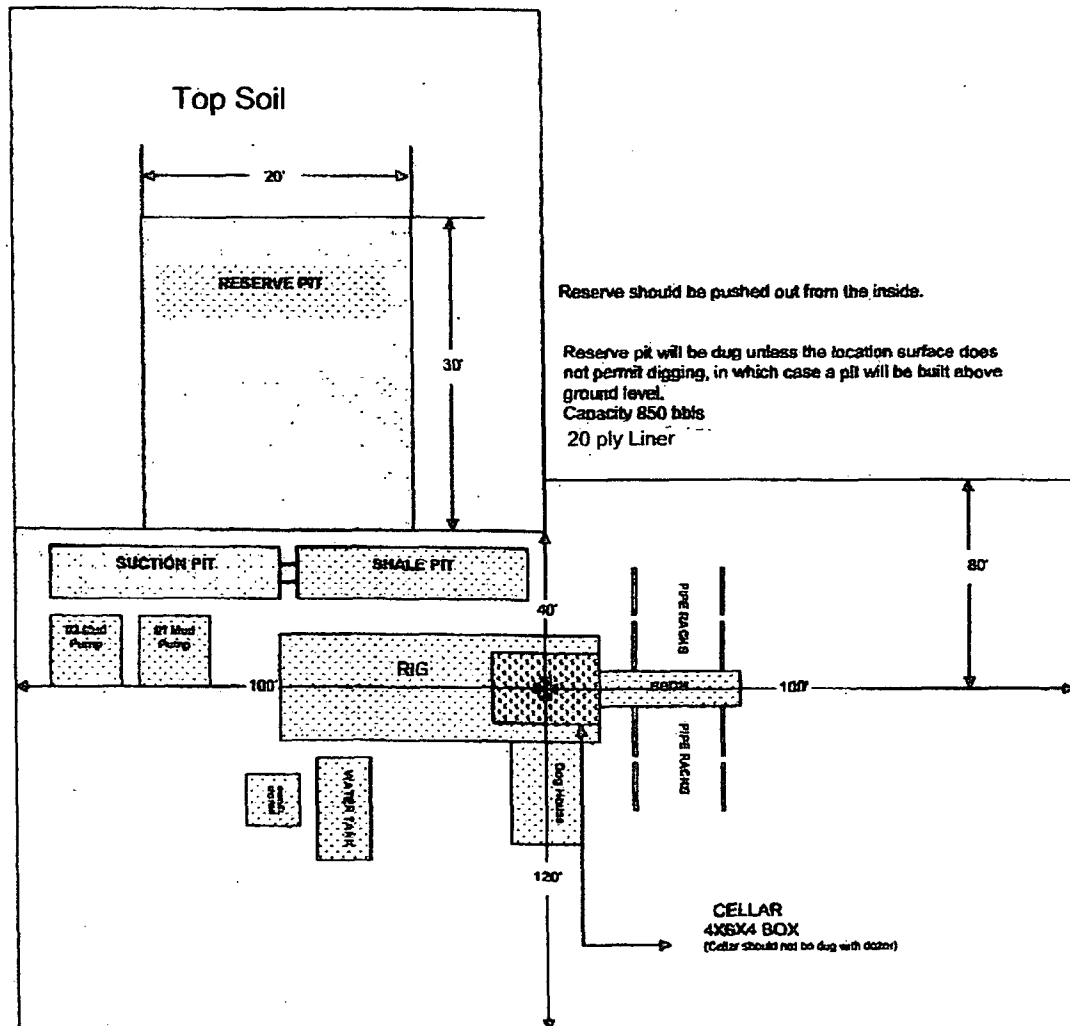 Top Soil
20'
RESERVE PIT
30'
Reserve should be pushed out from the inside.
Reserve pit will be dug unless the location surface does
not permit digging, in which case a pit will be built above
ground level.
Capacity 850 bbls
20 ply Liner
80'
SUCTION PIT
SHALE PIT
40'
PIPE RACKS
Mud
Pump
#1 Mud
Pump
RIG
100'
100'
PIPE RACKS
WATER TANK
Dog House
120'
CELLAR
4X6X4 BOX
(Cellar should not be dug with dozer)